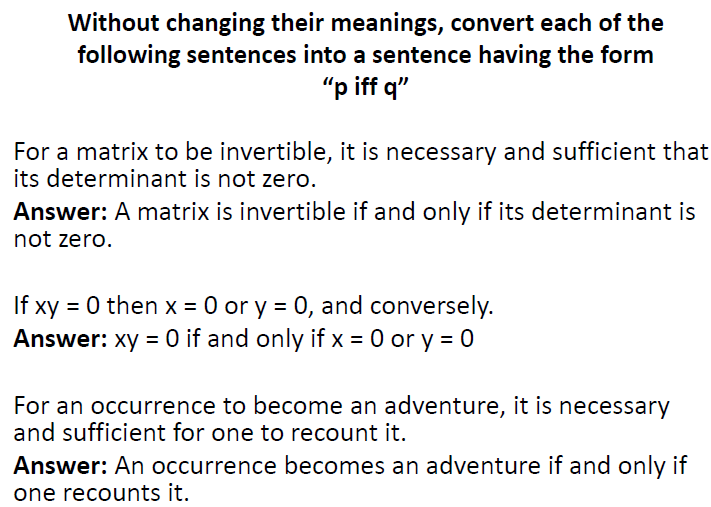 Without changing their meanings, convert each of the
following sentences into a sentence having the form
“p iff q”
For a matrix to be invertible, it is necessary and sufficient that
its determinant is not zero.
Answer: A matrix is invertible if and only if its determinant is
not zero.
If xy = 0 then x = 0 or y = 0, and conversely.
Answer: xy = 0 if and only if x = 0 or y = 0
For an occurrence to become an adventure, it is necessary
and sufficient for one to recount it.
Answer: An occurrence becomes an adventure if and only if
one recounts it.